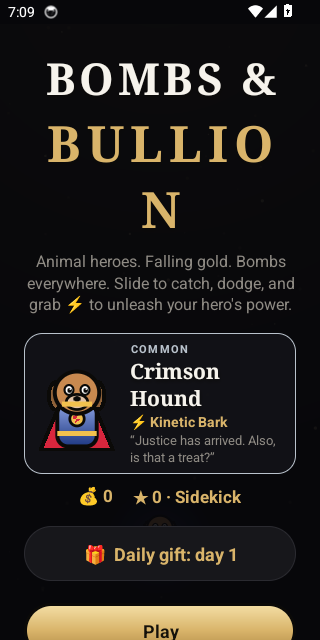 7:09
BOMBS &
BULLIO
N
Animal heroes. Falling gold. Bombs
everywhere. Slide to catch, dodge, and
grab ⚡ to unleash your hero's power.
COMMON
Crimson
Hound
⚡ Kinetic Bark
“Justice has arrived. Also,
is that a treat?”
💰 0 ★ 0 · Sidekick
🎁 Daily gift: day 1
Play